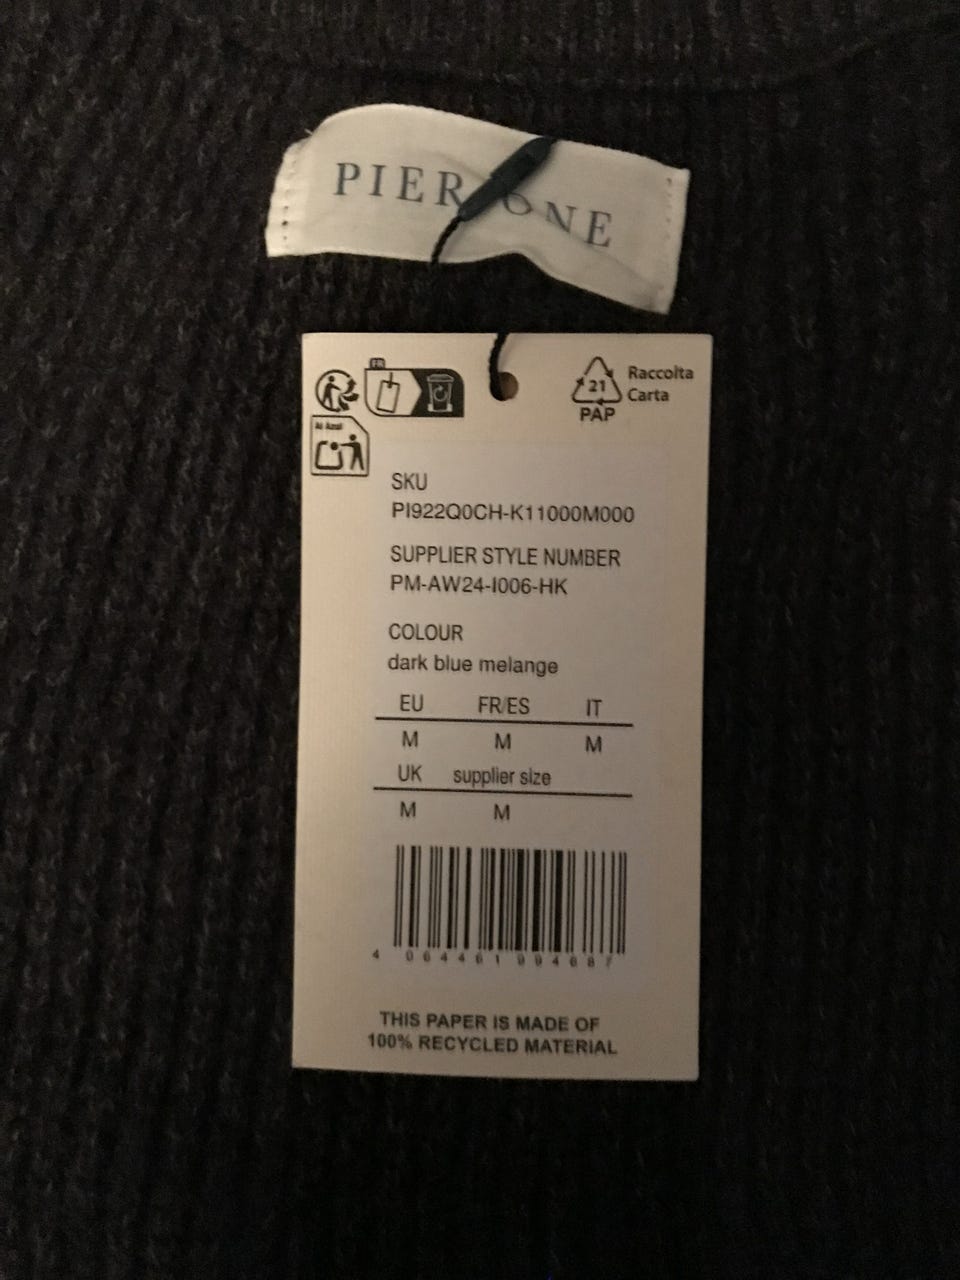 PIER ONE
FR
Raccolta
21
Carta
PAP
Al Azul
SKU
PI922Q0CH-K11000M000
SUPPLIER STYLE NUMBER
PM-AW24-I006-HK
COLOUR
dark blue melange
EU FR/ES IT
M M M
UK supplier size
M M
4 064461 994687
THIS PAPER IS MADE OF
100% RECYCLED MATERIAL